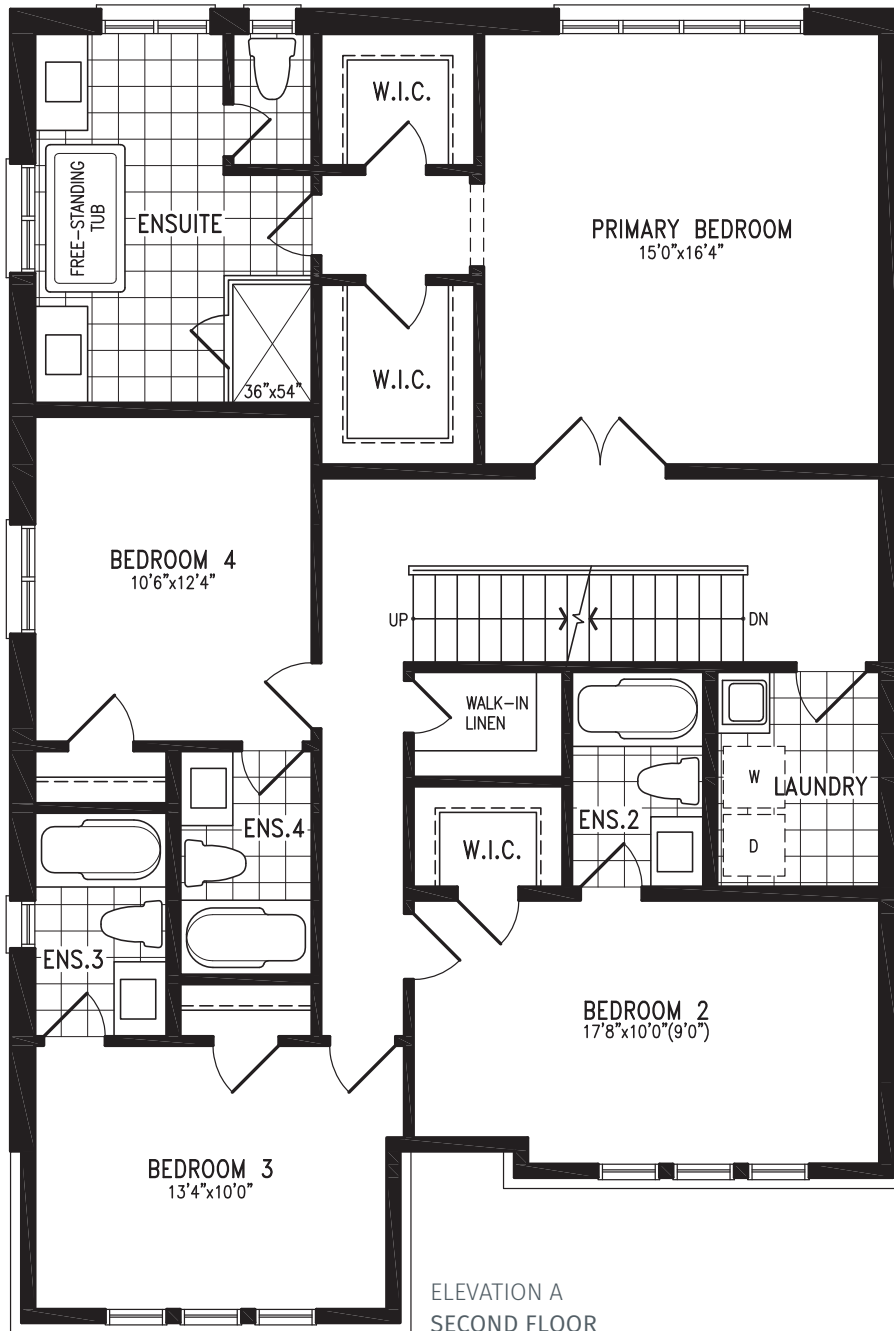 W.I.C.
FREE-STANDING
TUB
ENSUITE
PRIMARY BEDROOM
15'0"x16'4"
W.I.C.
36"x54"
BEDROOM 4
10'6"x12'4"
UP
DN
WALK-IN
LINEN
W
LAUNDRY
D
ENS.4
ENS.2
W.I.C.
ENS.3
BEDROOM 2
17'8"x10'0"(9'0")
BEDROOM 3
13'4"x10'0"
ELEVATION A
SECOND FLOOR